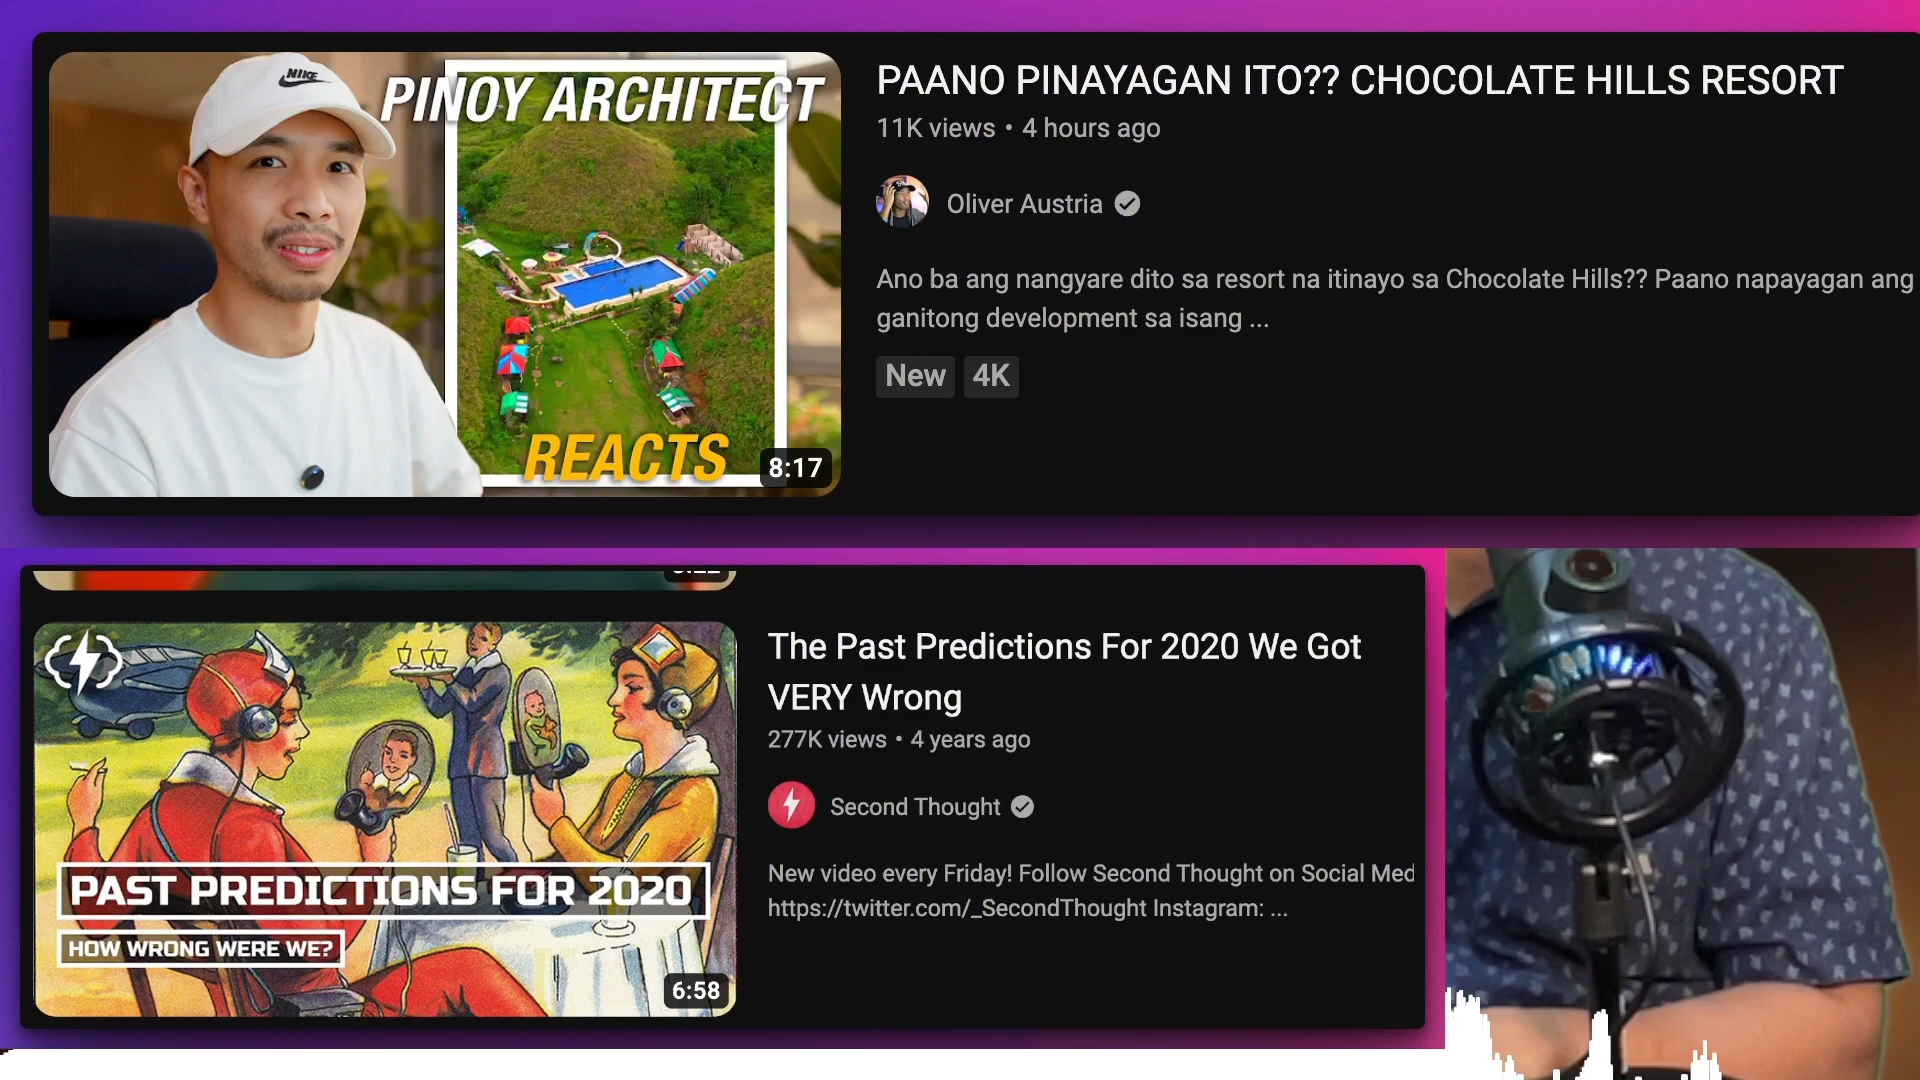 NIKE
PINOY ARCHITECT
REACTS
8:17
PAANO PINAYAGAN ITO?? CHOCOLATE HILLS RESORT
11K views • 4 hours ago
Oliver Austria
Ano ba ang nangyare dito sa resort na itinayo sa Chocolate Hills?? Paano napayagan ang
ganitong development sa isang ...
New 4K
PAST PREDICTIONS FOR 2020
HOW WRONG WERE WE?
6:58
The Past Predictions For 2020 We Got
VERY Wrong
277K views • 4 years ago
Second Thought
New video every Friday! Follow Second Thought on Social Med
https://twitter.com/_SecondThought Instagram: ...